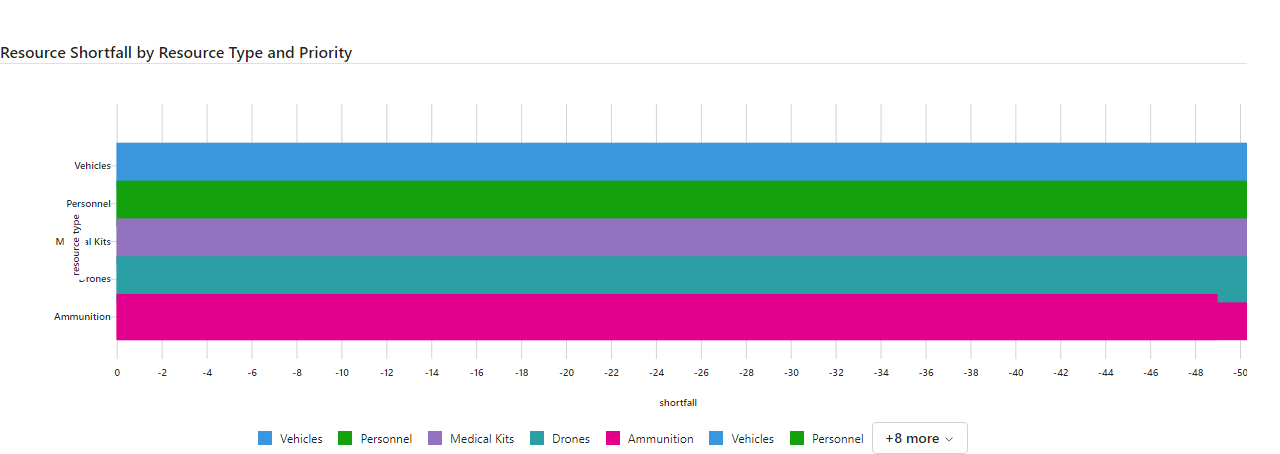 Resource Shortfall by Resource Type and Priority
Vehicles
Personnel
resource type
Kits
Ammunition
0 -2 -4 -6 -8 -10 -12 -14 -16 -18 -20 -22 -24 -26 -28 -30 -32 -34 -36 -38 -40 -42 -44 -46 -48 -50
shortfall
Vehicles Personnel Medical Kits Drones Ammunition Vehicles Personnel +8 more